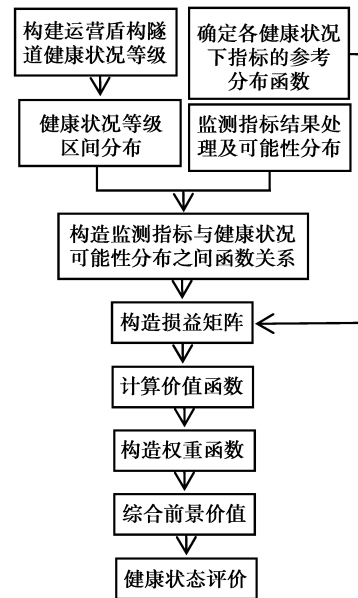 构建运营盾构隧
道健康状况等级
确定各健康状况
下指标的参考
分布函数
健康状况等级
区间分布
监测指标结果处
理及可能性分布
构造监测指标与健康状况
可能性分布之间函数关系
构造损益矩阵
计算价值函数
构造权重函数
综合前景价值
健康状态评价